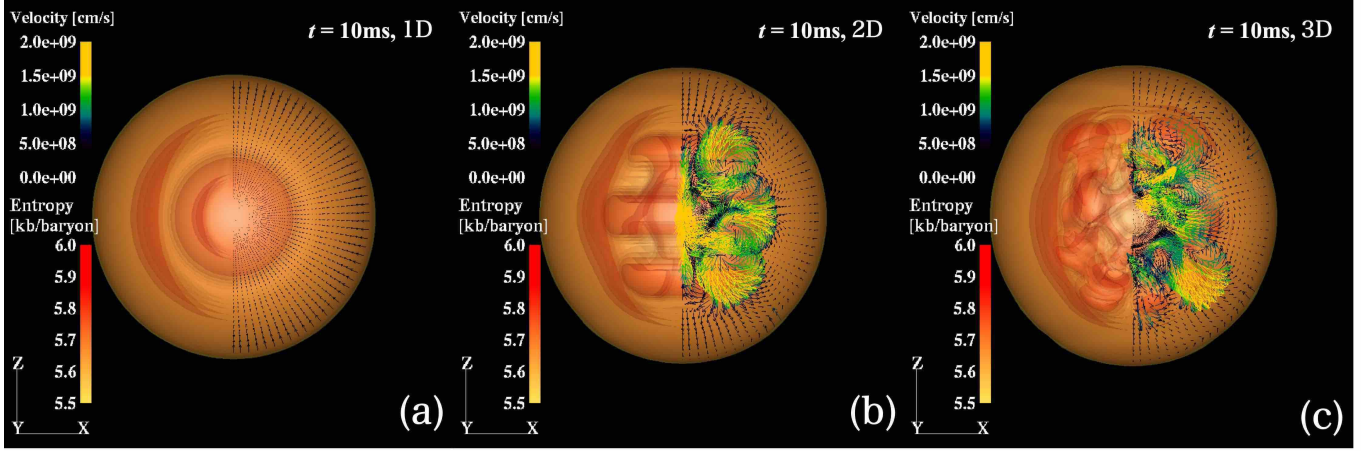 Velocity [cm/s]
t = 10ms, 1D
2.0e+09
1.5e+09
1.0e+09
5.0e+08
0.0e+00
Entropy
[kb/baryon]
6.0
5.9
5.8
5.7
5.6
5.5
Z
Y X
(a)
Velocity [cm/s]
t = 10ms, 2D
2.0e+09
1.5e+09
1.0e+09
5.0e+08
0.0e+00
Entropy
[kb/baryon]
6.0
5.9
5.8
5.7
5.6
5.5
Z
Y X
(b)
Velocity [cm/s]
t = 10ms, 3D
2.0e+09
1.5e+09
1.0e+09
5.0e+08
0.0e+00
Entropy
[kb/baryon]
6.0
5.9
5.8
5.7
5.6
5.5
Z
Y X
(c)